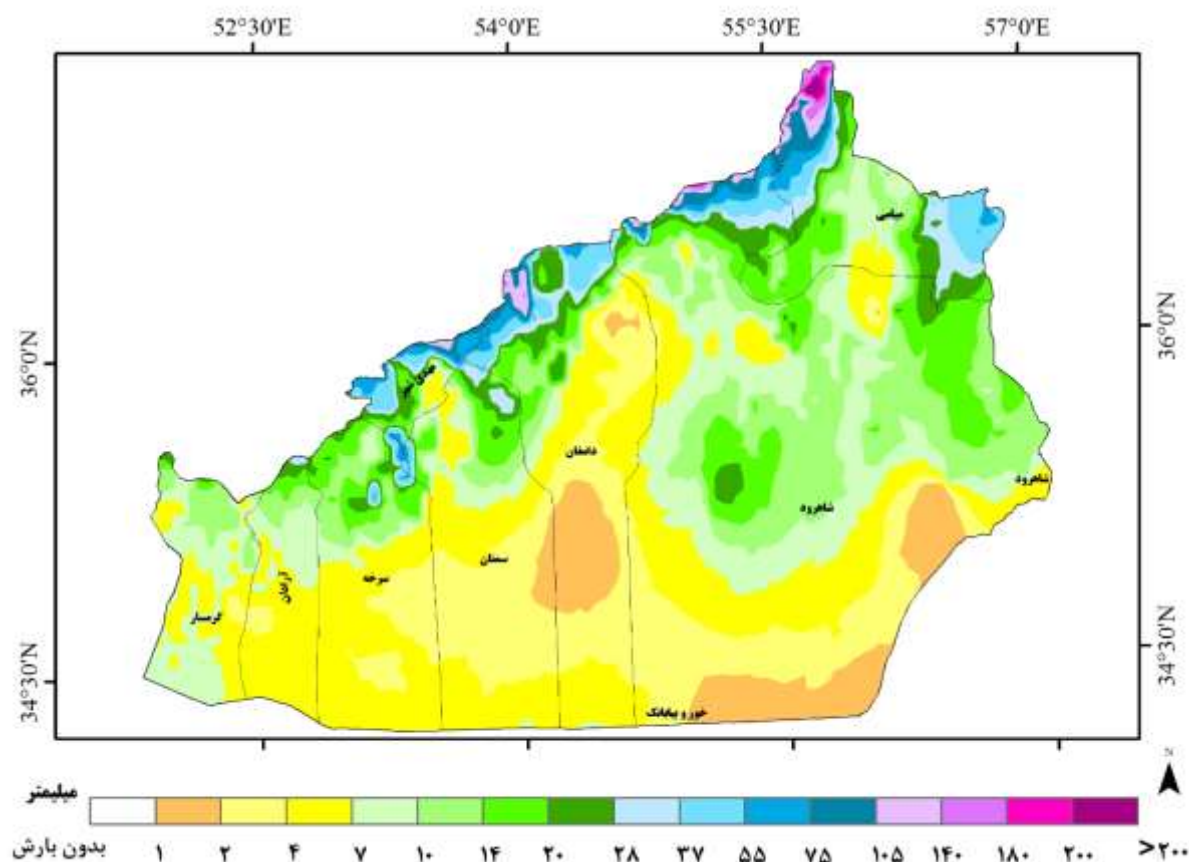 52°30'E 54°0'E 55°30'E 57°0'E
میامی
36°0'N
36°0'N
مهدی شهر
دامغان
شاهرود
شاهرود
سمنان
سرخه
آرادان
گرمسار
34°30'N
34°30'N
خور و بیابانک
N
میلیمتر
بدون بارش ۱ ۲ ۴ ۷ ۱۰ ۱۴ ۲۰ ۲۸ ۳۷ ۵۵ ۷۵ ۱۰۵ ۱۴۰ ۱۸۰ ۲۰۰ >۲۰۰